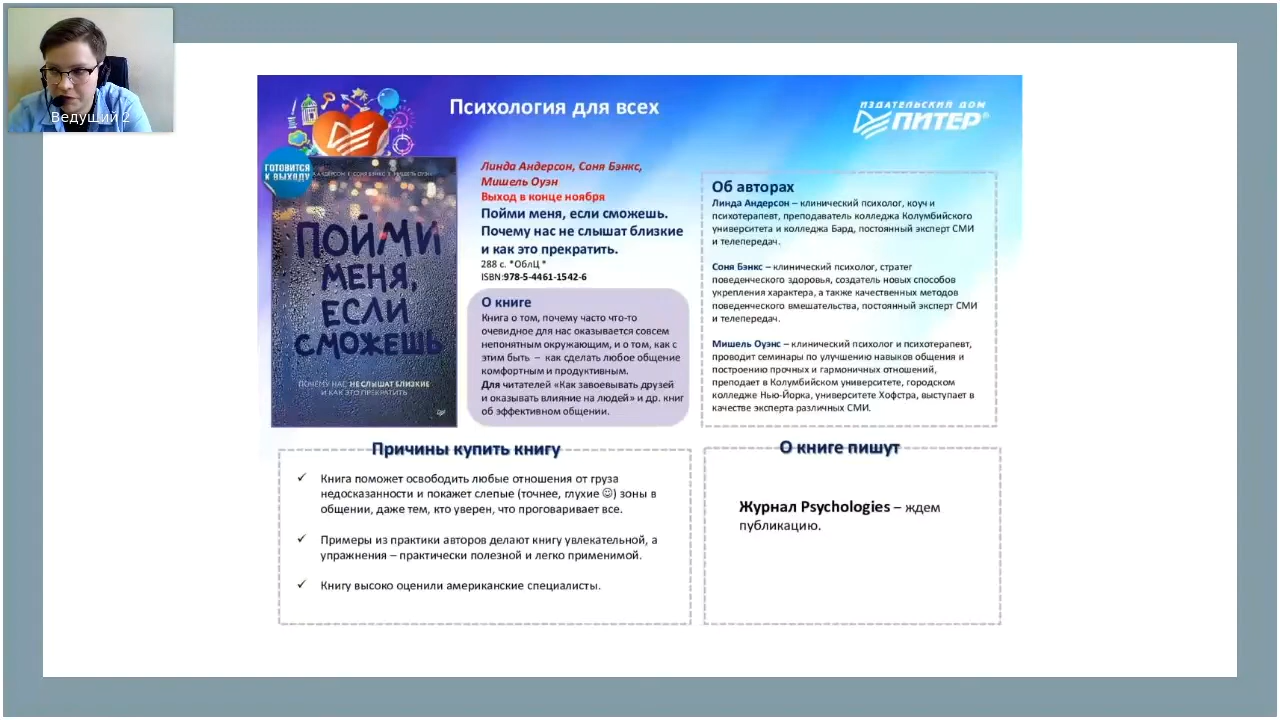 Ведущий 2
Психология для всех
ИЗДАТЕЛЬСКИЙ ДОМ
ПИТЕР®
ГОТОВИТСЯ
К ВЫХОДУ
АНДЕРСОН СОНЯ БЭНКС МИШЕЛЬ ОУЭН
ПОЙМИ
МЕНЯ,
ЕСЛИ
СМОЖЕШЬ
ПОЧЕМУ НАС НЕ СЛЫШАТ БЛИЗКИЕ
И КАК ЭТО ПРЕКРАТИТЬ
Линда Андерсон, Соня Бэнкс,
Мишель Оуэн
Выход в конце ноября
Пойми меня, если сможешь.
Почему нас не слышат близкие
и как это прекратить.
288 с. *ОблЦ *
ISBN:978-5-4461-1542-6
О книге
Книга о том, почему часто что-то
очевидное для нас оказывается совсем
непонятным окружающим, и о том, как с
этим быть – как сделать любое общение
комфортным и продуктивным.
Для читателей «Как завоевывать друзей
и оказывать влияние на людей» и др. книг
об эффективном общении.
Об авторах
Линда Андерсон – клинический психолог, коуч и
психотерапевт, преподаватель колледжа Колумбийского
университета и колледжа Бард, постоянный эксперт СМИ
и телепередач.
Соня Бэнкс – клинический психолог, стратег
поведенческого здоровья, создатель новых способов
укрепления характера, а также качественных методов
поведенческого вмешательства, постоянный эксперт СМИ
и телепередач.
Мишель Оуэнс – клинический психолог и психотерапевт,
проводит семинары по улучшению навыков общения и
построению прочных и гармоничных отношений,
преподает в Колумбийском университете, городском
колледже Нью-Йорка, университете Хофстра, выступает в
качестве эксперта различных СМИ.
Причины купить книгу
✓ Книга поможет освободить любые отношения от груза
недосказанности и покажет слепые (точнее, глухие ☺) зоны в
общении, даже тем, кто уверен, что проговаривает все.
✓ Примеры из практики авторов делают книгу увлекательной, а
упражнения – практически полезной и легко применимой.
✓ Книгу высоко оценили американские специалисты.
О книге пишут
Журнал Psychologies – ждем
публикацию.